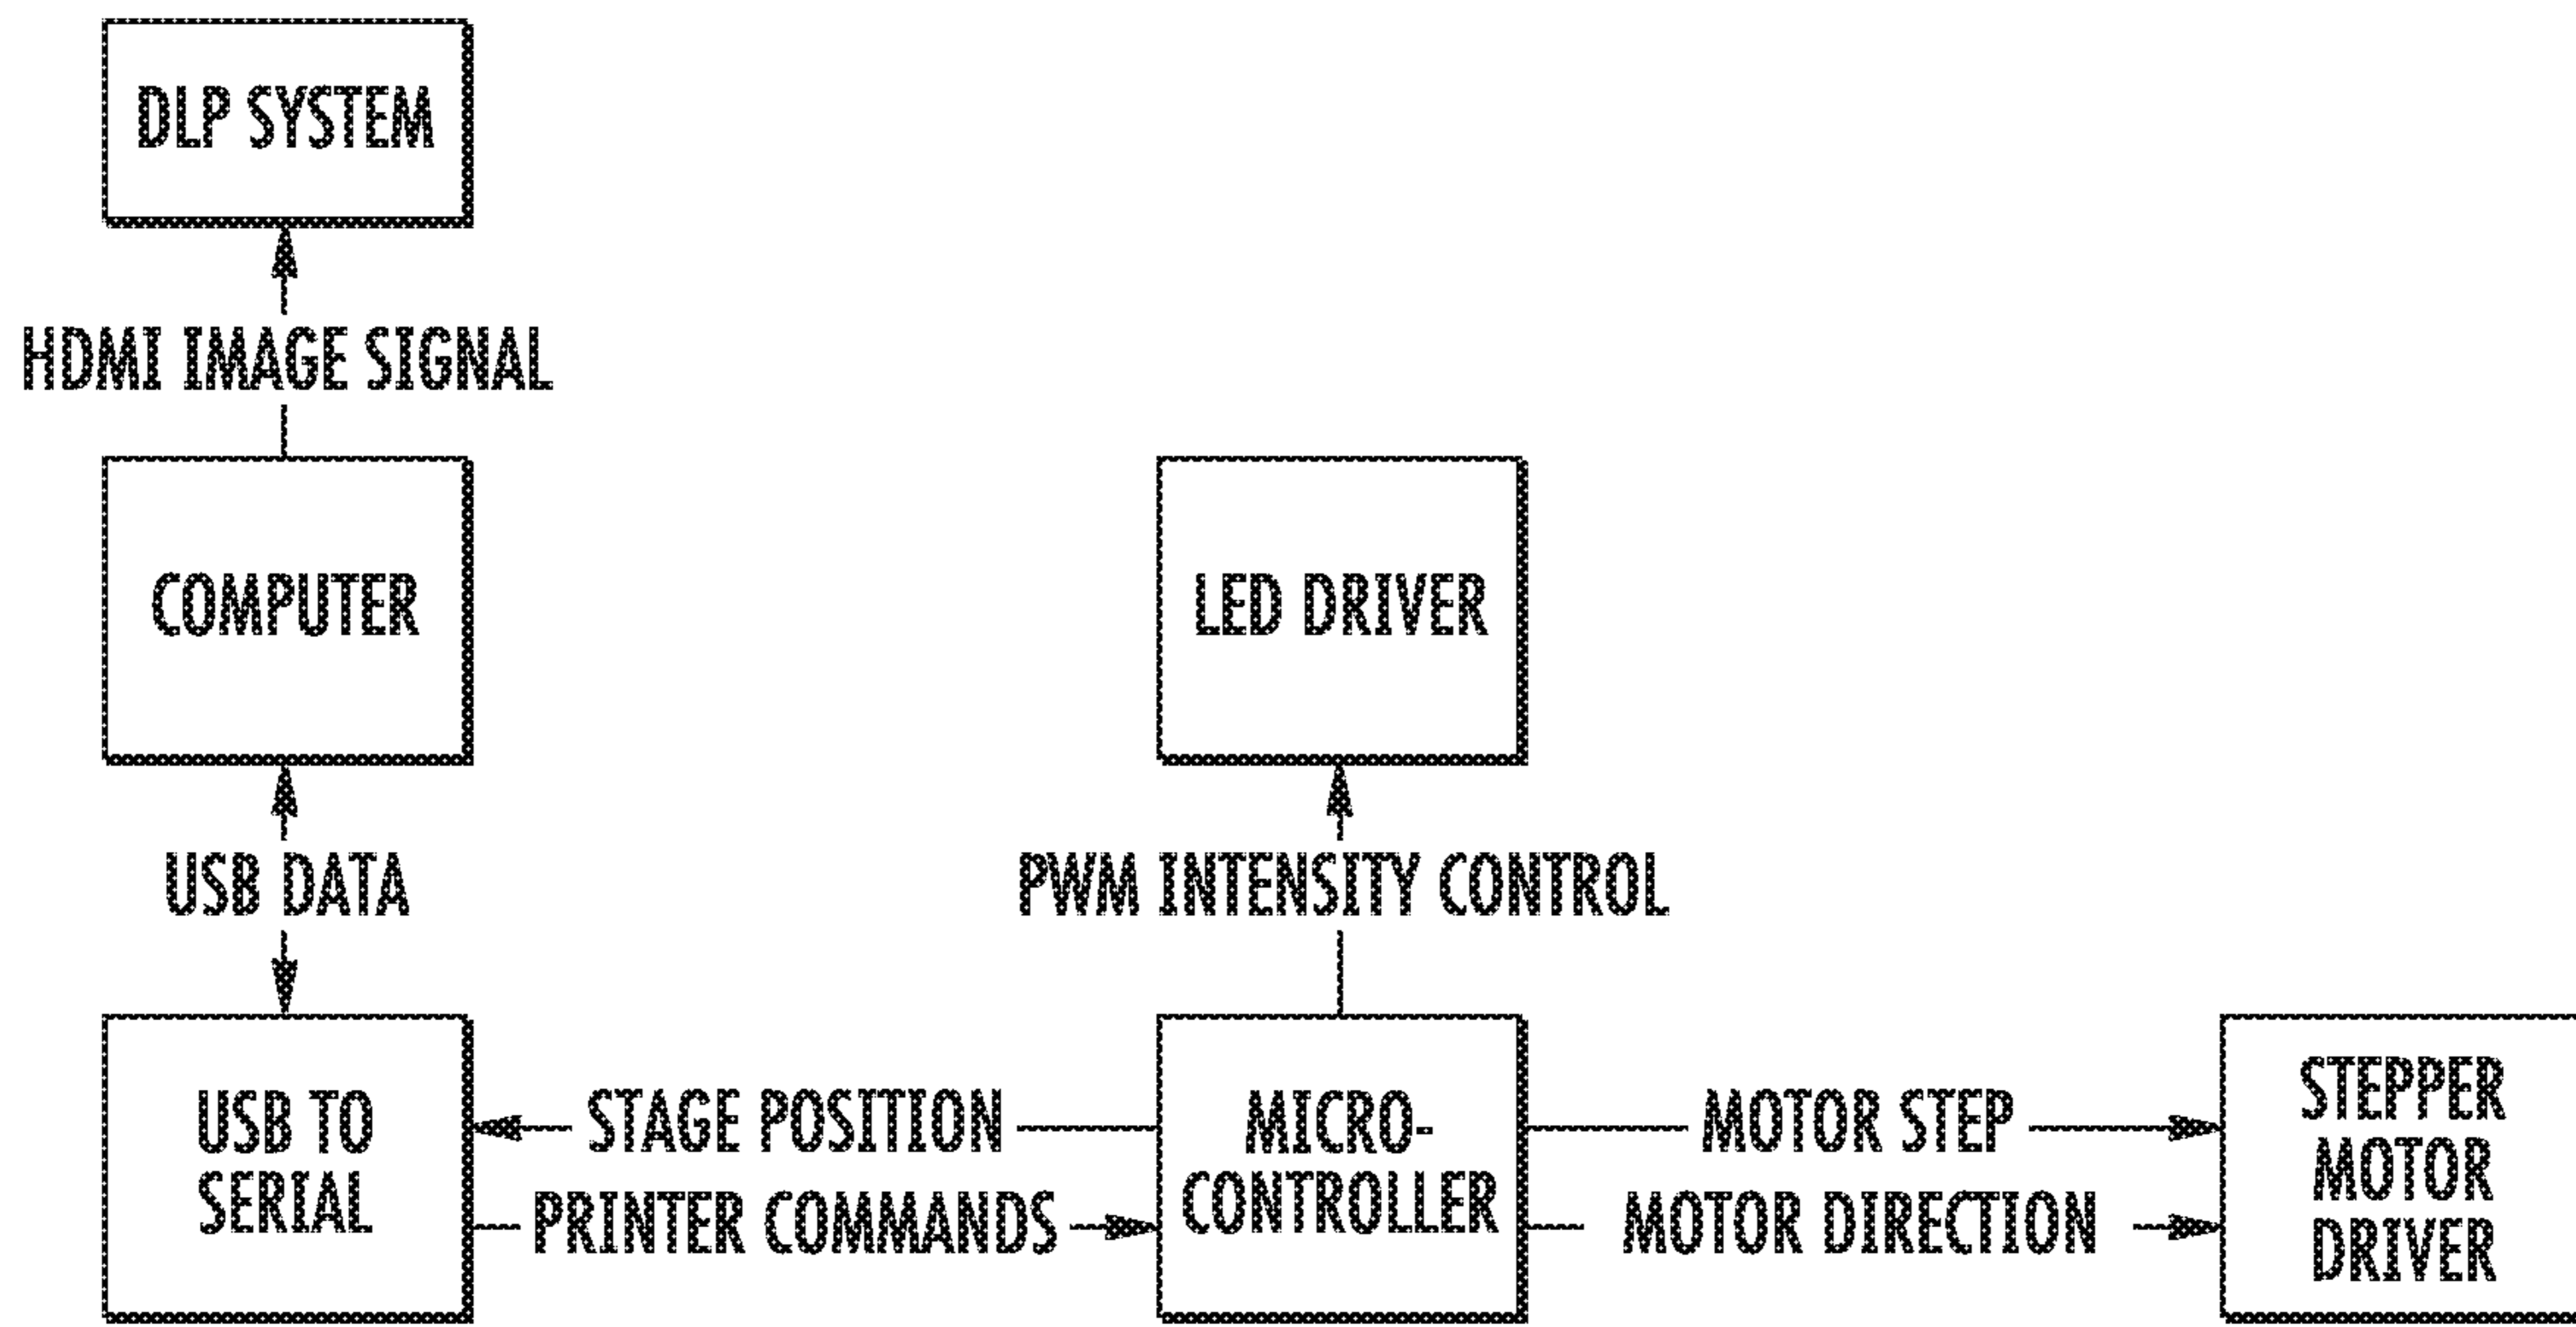 DLP SYSTEM
HDMI IMAGE SIGNAL
COMPUTER
LED DRIVER
USB DATA
PWM INTENSITY CONTROL
USB TO
SERIAL
STAGE POSITION
PRINTER COMMANDS
MICRO-
CONTROLLER
MOTOR STEP
MOTOR DIRECTION
STEPPER
MOTOR
DRIVER